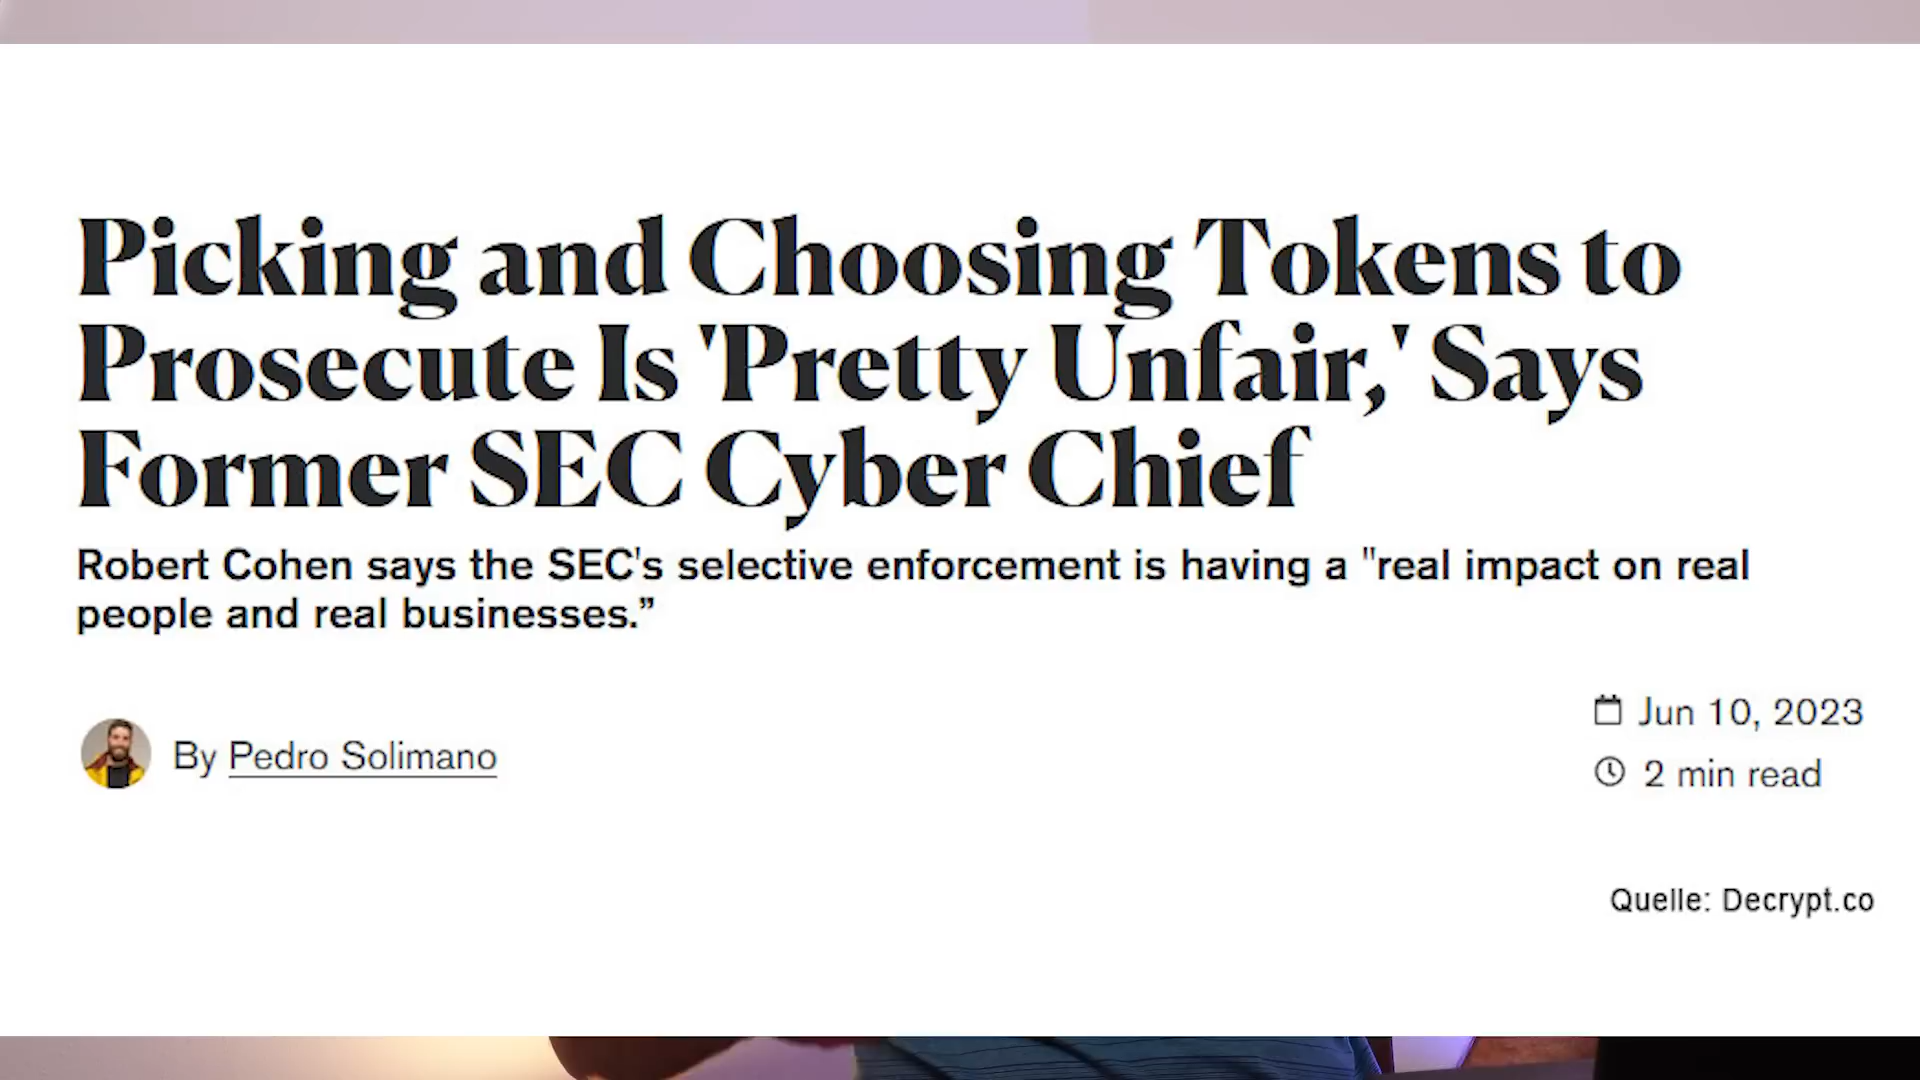 Picking and Choosing Tokens to
Prosecute Is 'Pretty Unfair,' Says
Former SEC Cyber Chief
Robert Cohen says the SEC's selective enforcement is having a "real impact on real
people and real businesses.”
By Pedro Solimano
Jun 10, 2023
2 min read
Quelle: Decrypt.co